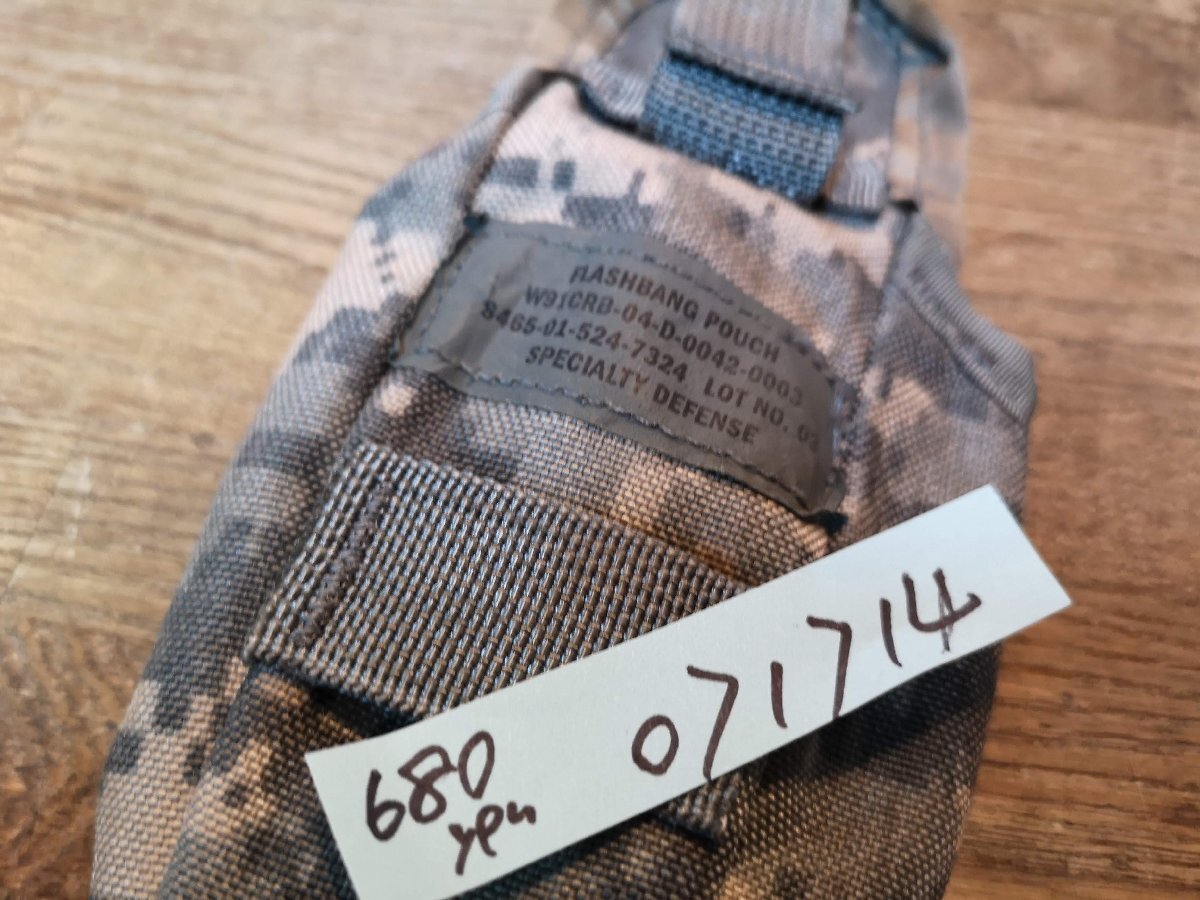 FLASHBANG POUCH
W91CRB-04-D-0042-0003
8465-01-524-7324 LOT NO.
SPECIALTY DEFENSE
680
yen
071714